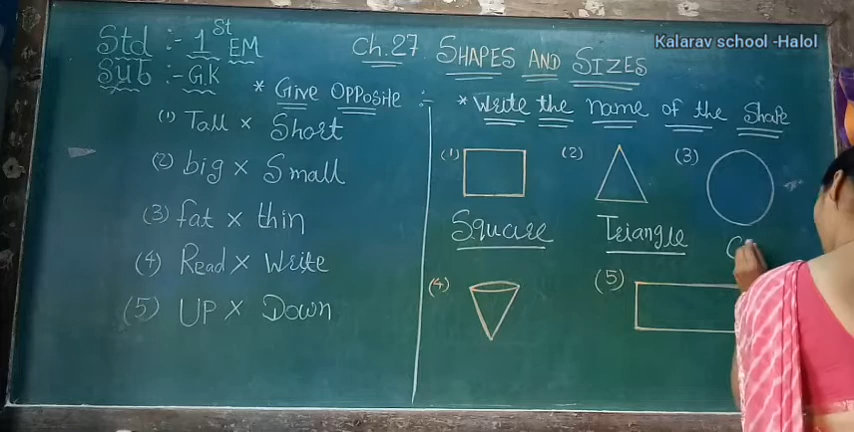 Kalarav school -Halol
Std :- 1st EM
Sub :- G.K
Ch.27 SHAPES AND SIZES
* Give OPPOSite :-
(1) Tall × Short
(2) big × Small
(3) fat × thin
(4) Read × Write
(5) UP × Down
* Write the name of the Shape
(1) (2) (3)
Square Triangle C
(4) (5)